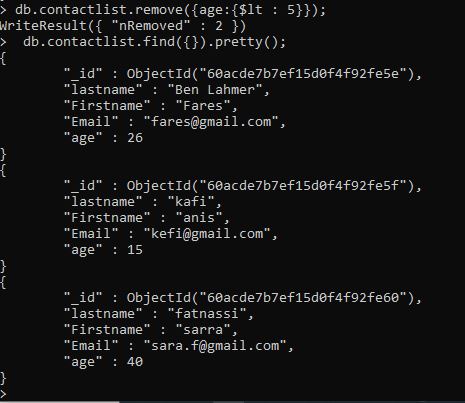 > db.contactlist.remove({age:{$lt : 5}});
WriteResult({ "nRemoved" : 2 })
>  db.contactlist.find({}).pretty();
{
        "_id" : ObjectId("60acde7b7ef15d0f4f92fe5e"),
        "lastname" : "Ben Lahmer",
        "Firstname" : "Fares",
        "Email" : "fares@gmail.com",
        "age" : 26
}
{
        "_id" : ObjectId("60acde7b7ef15d0f4f92fe5f"),
        "lastname" : "kafi",
        "Firstname" : "anis",
        "Email" : "kefi@gmail.com",
        "age" : 15
}
{
        "_id" : ObjectId("60acde7b7ef15d0f4f92fe60"),
        "lastname" : "fatnassi",
        "Firstname" : "sarra",
        "Email" : "sara.f@gmail.com",
        "age" : 40
}
>